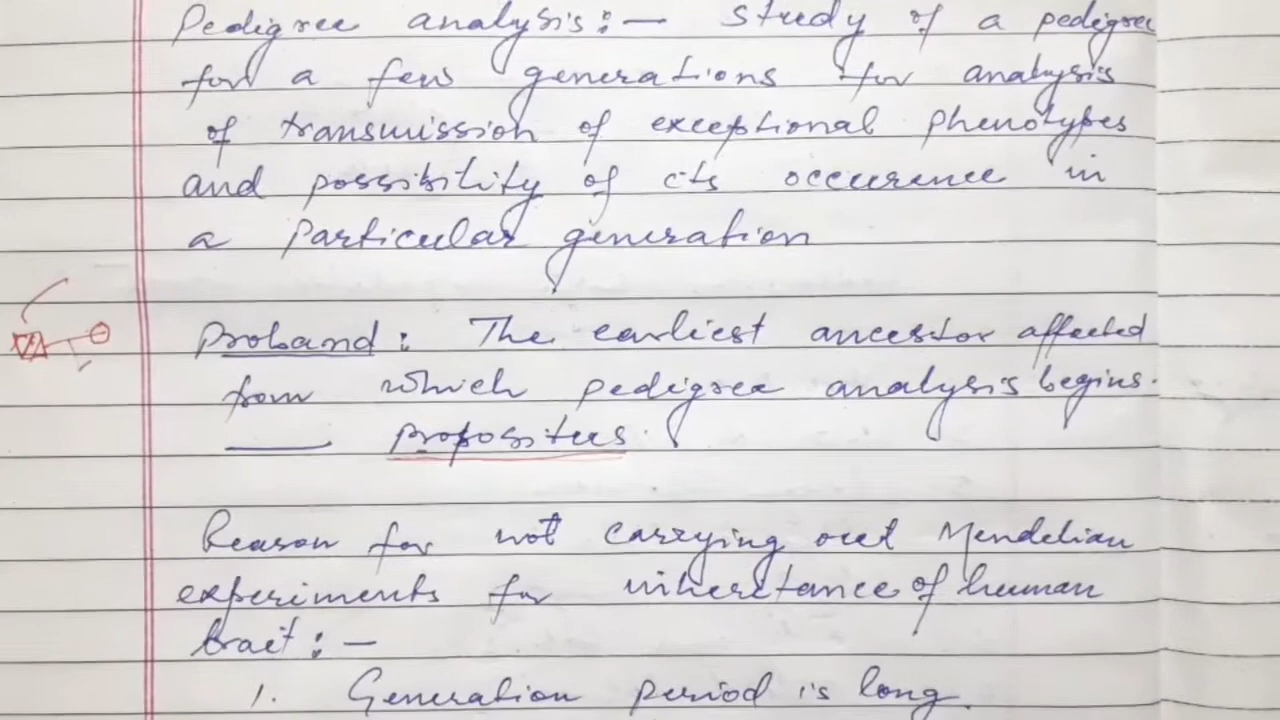 Pedigree analysis:— Study of a pedigree
for a few generations for analysis
of transmission of exceptional phenotypes
and possibility of its occurence in
a particular generation
Proband: The earliest ancestor affected
from which pedigree analysis begins.
— propositus.
Reason for not carrying out Mendelian
experiments for inheritance of human
trait:—
1. Generation period is long.